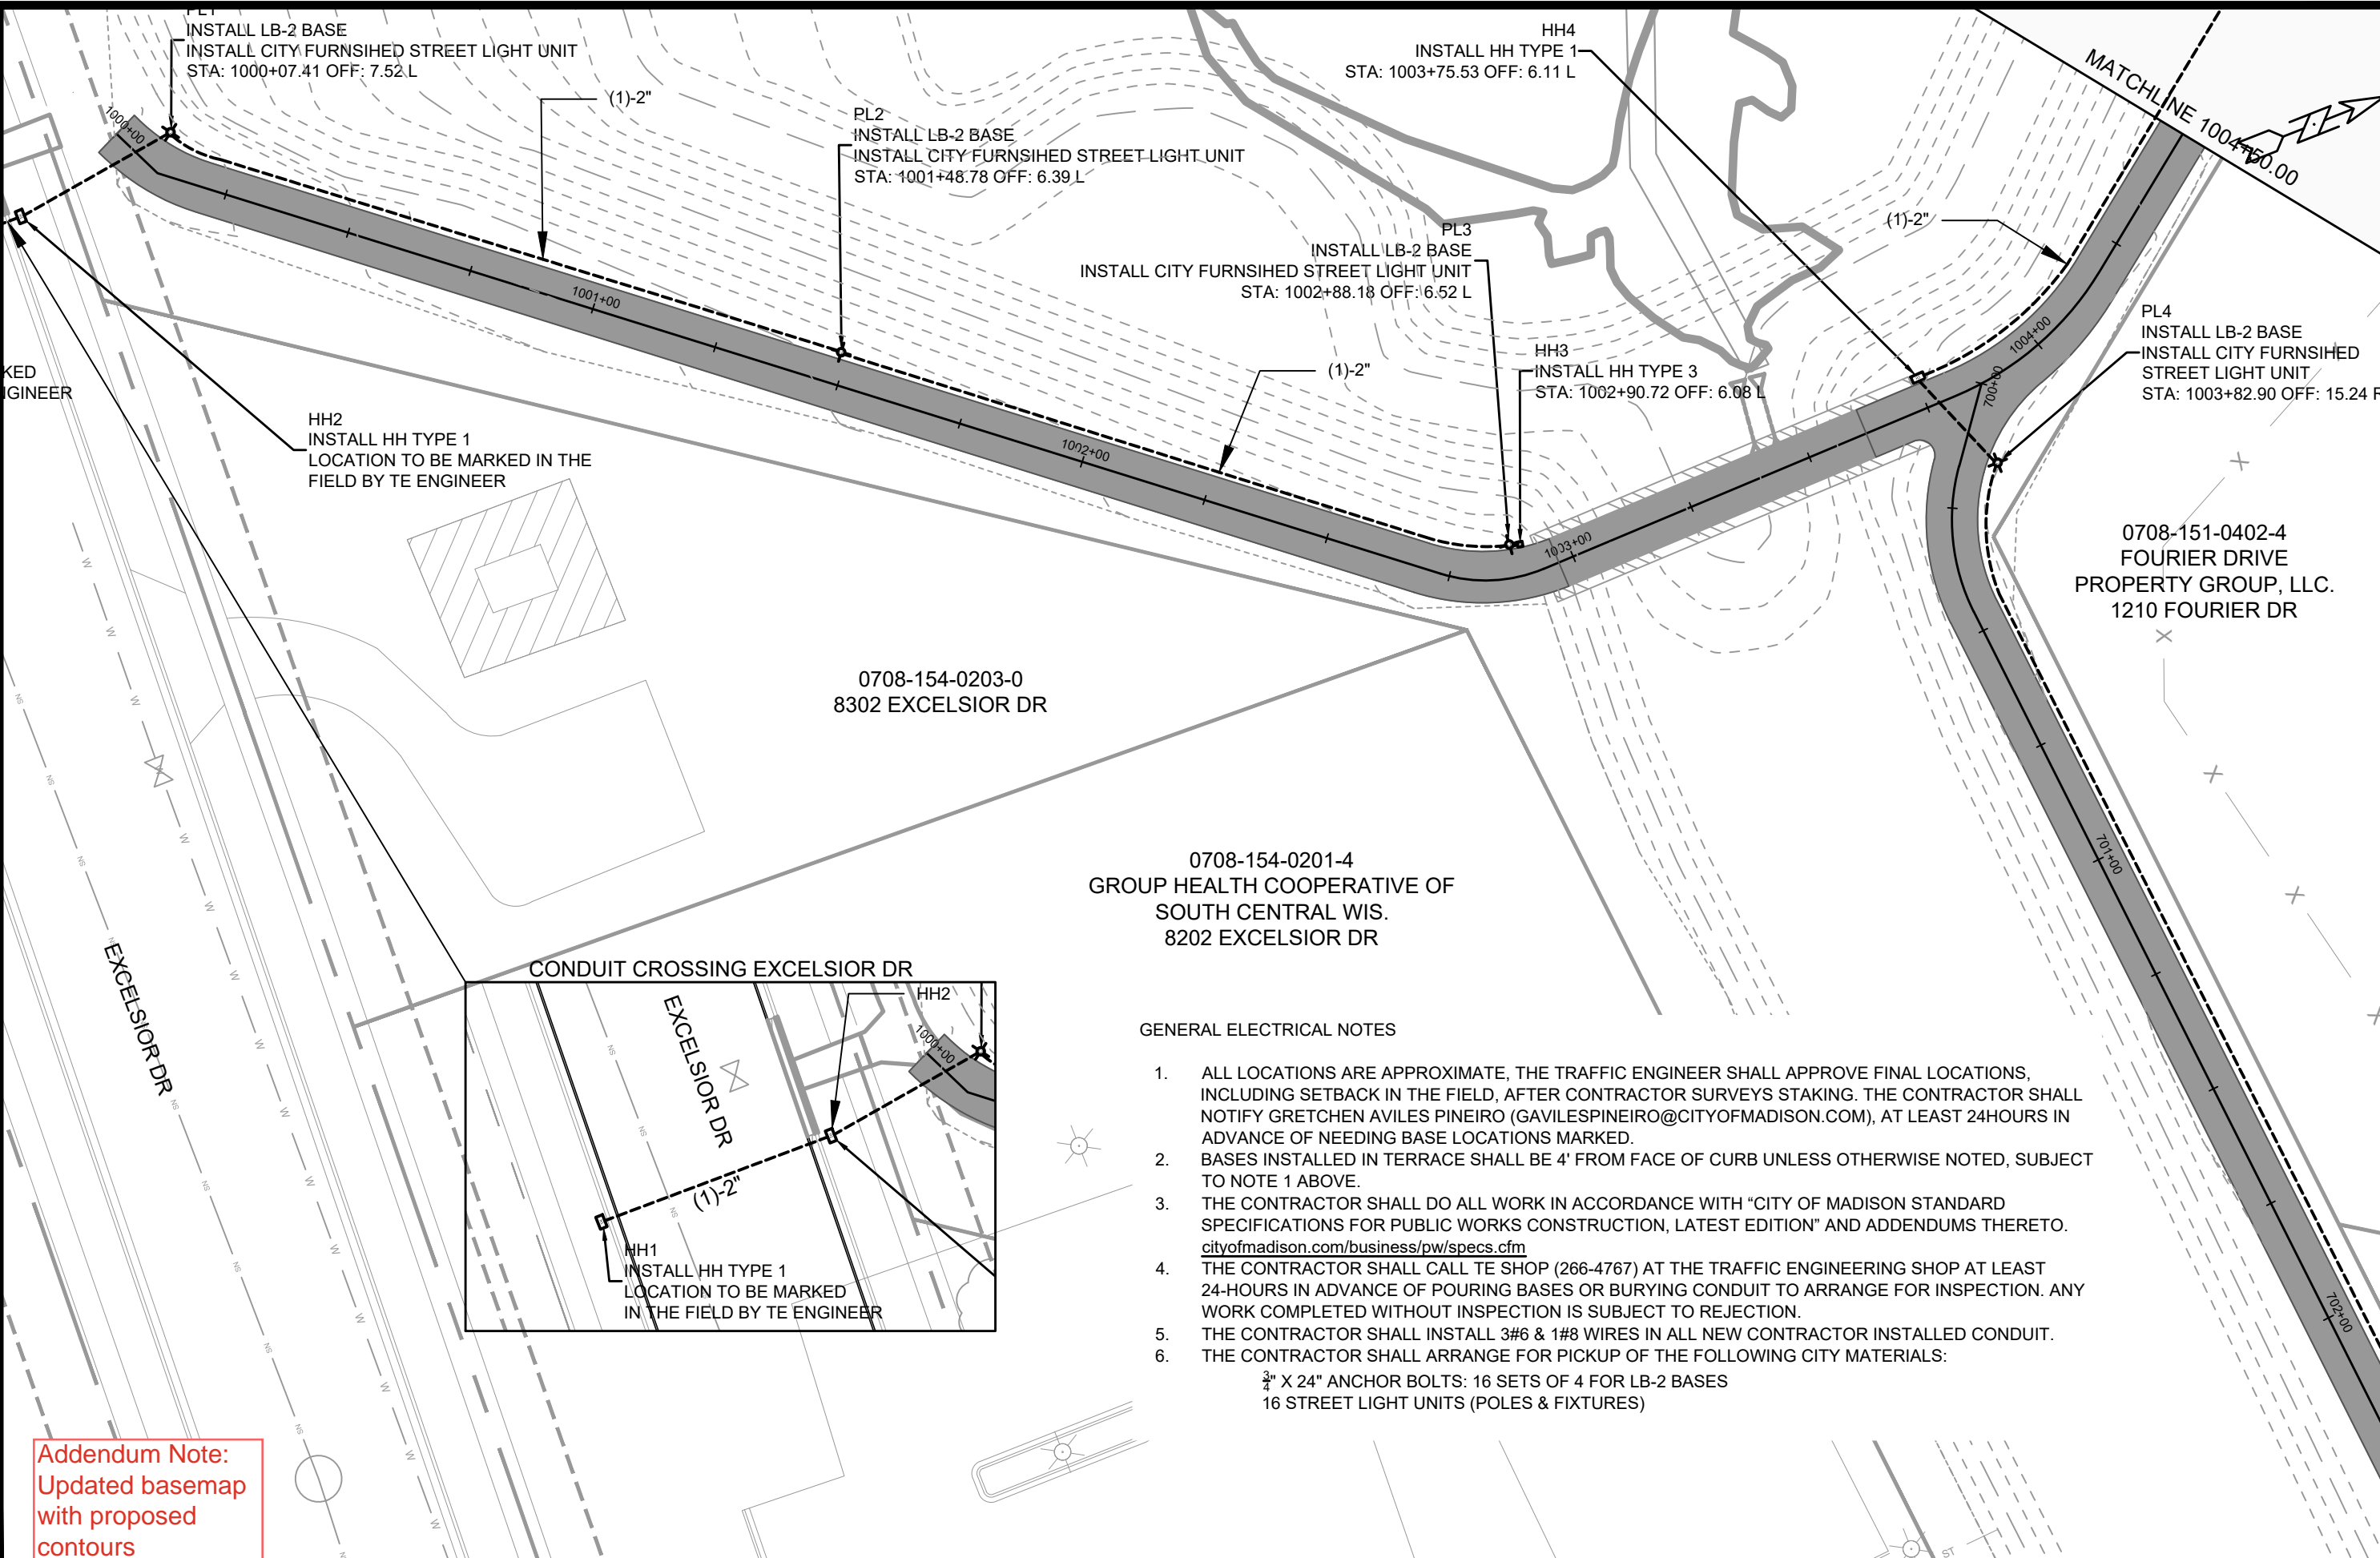 PL1
INSTALL LB-2 BASE
INSTALL CITY FURNSIHED STREET LIGHT UNIT
STA: 1000+07.41 OFF: 7.52 L
1000+00
(1)-2"
PL2
INSTALL LB-2 BASE
INSTALL CITY FURNSIHED STREET LIGHT UNIT
STA: 1001+48.78 OFF: 6.39 L
HH4
INSTALL HH TYPE 1
STA: 1003+75.53 OFF: 6.11 L
MATCHLINE 1004+50.00
(1)-2"
PL3
INSTALL LB-2 BASE
INSTALL CITY FURNSIHED STREET LIGHT UNIT
STA: 1002+88.18 OFF: 6.52 L
1001+00
PL4
INSTALL LB-2 BASE
INSTALL CITY FURNSIHED
STREET LIGHT UNIT
STA: 1003+82.90 OFF: 15.24 R
1004+00
700+00
HH3
INSTALL HH TYPE 3
STA: 1002+90.72 OFF: 6.08 L
(1)-2"
KED
GINEER
HH2
INSTALL HH TYPE 1
LOCATION TO BE MARKED IN THE
FIELD BY TE ENGINEER
1002+00
1003+00
0708-151-0402-4
FOURIER DRIVE
PROPERTY GROUP, LLC.
1210 FOURIER DR
0708-154-0203-0
8302 EXCELSIOR DR
701+00
0708-154-0201-4
GROUP HEALTH COOPERATIVE OF
SOUTH CENTRAL WIS.
8202 EXCELSIOR DR
EXCELSIOR DR
CONDUIT CROSSING EXCELSIOR DR
HH2
EXCELSIOR DR
1000+00
(1)-2"
HH1
INSTALL HH TYPE 1
LOCATION TO BE MARKED
IN THE FIELD BY TE ENGINEER
702+00
GENERAL ELECTRICAL NOTES
1. ALL LOCATIONS ARE APPROXIMATE, THE TRAFFIC ENGINEER SHALL APPROVE FINAL LOCATIONS,
INCLUDING SETBACK IN THE FIELD, AFTER CONTRACTOR SURVEYS STAKING. THE CONTRACTOR SHALL
NOTIFY GRETCHEN AVILES PINEIRO (GAVILESPINEIRO@CITYOFMADISON.COM), AT LEAST 24HOURS IN
ADVANCE OF NEEDING BASE LOCATIONS MARKED.
2. BASES INSTALLED IN TERRACE SHALL BE 4' FROM FACE OF CURB UNLESS OTHERWISE NOTED, SUBJECT
TO NOTE 1 ABOVE.
3. THE CONTRACTOR SHALL DO ALL WORK IN ACCORDANCE WITH "CITY OF MADISON STANDARD
SPECIFICATIONS FOR PUBLIC WORKS CONSTRUCTION, LATEST EDITION" AND ADDENDUMS THERETO.
cityofmadison.com/business/pw/specs.cfm
4. THE CONTRACTOR SHALL CALL TE SHOP (266-4767) AT THE TRAFFIC ENGINEERING SHOP AT LEAST
24-HOURS IN ADVANCE OF POURING BASES OR BURYING CONDUIT TO ARRANGE FOR INSPECTION. ANY
WORK COMPLETED WITHOUT INSPECTION IS SUBJECT TO REJECTION.
5. THE CONTRACTOR SHALL INSTALL 3#6 & 1#8 WIRES IN ALL NEW CONTRACTOR INSTALLED CONDUIT.
6. THE CONTRACTOR SHALL ARRANGE FOR PICKUP OF THE FOLLOWING CITY MATERIALS:
3/4" X 24" ANCHOR BOLTS: 16 SETS OF 4 FOR LB-2 BASES
16 STREET LIGHT UNITS (POLES & FIXTURES)
ST
Addendum Note:
Updated basemap
with proposed
contours